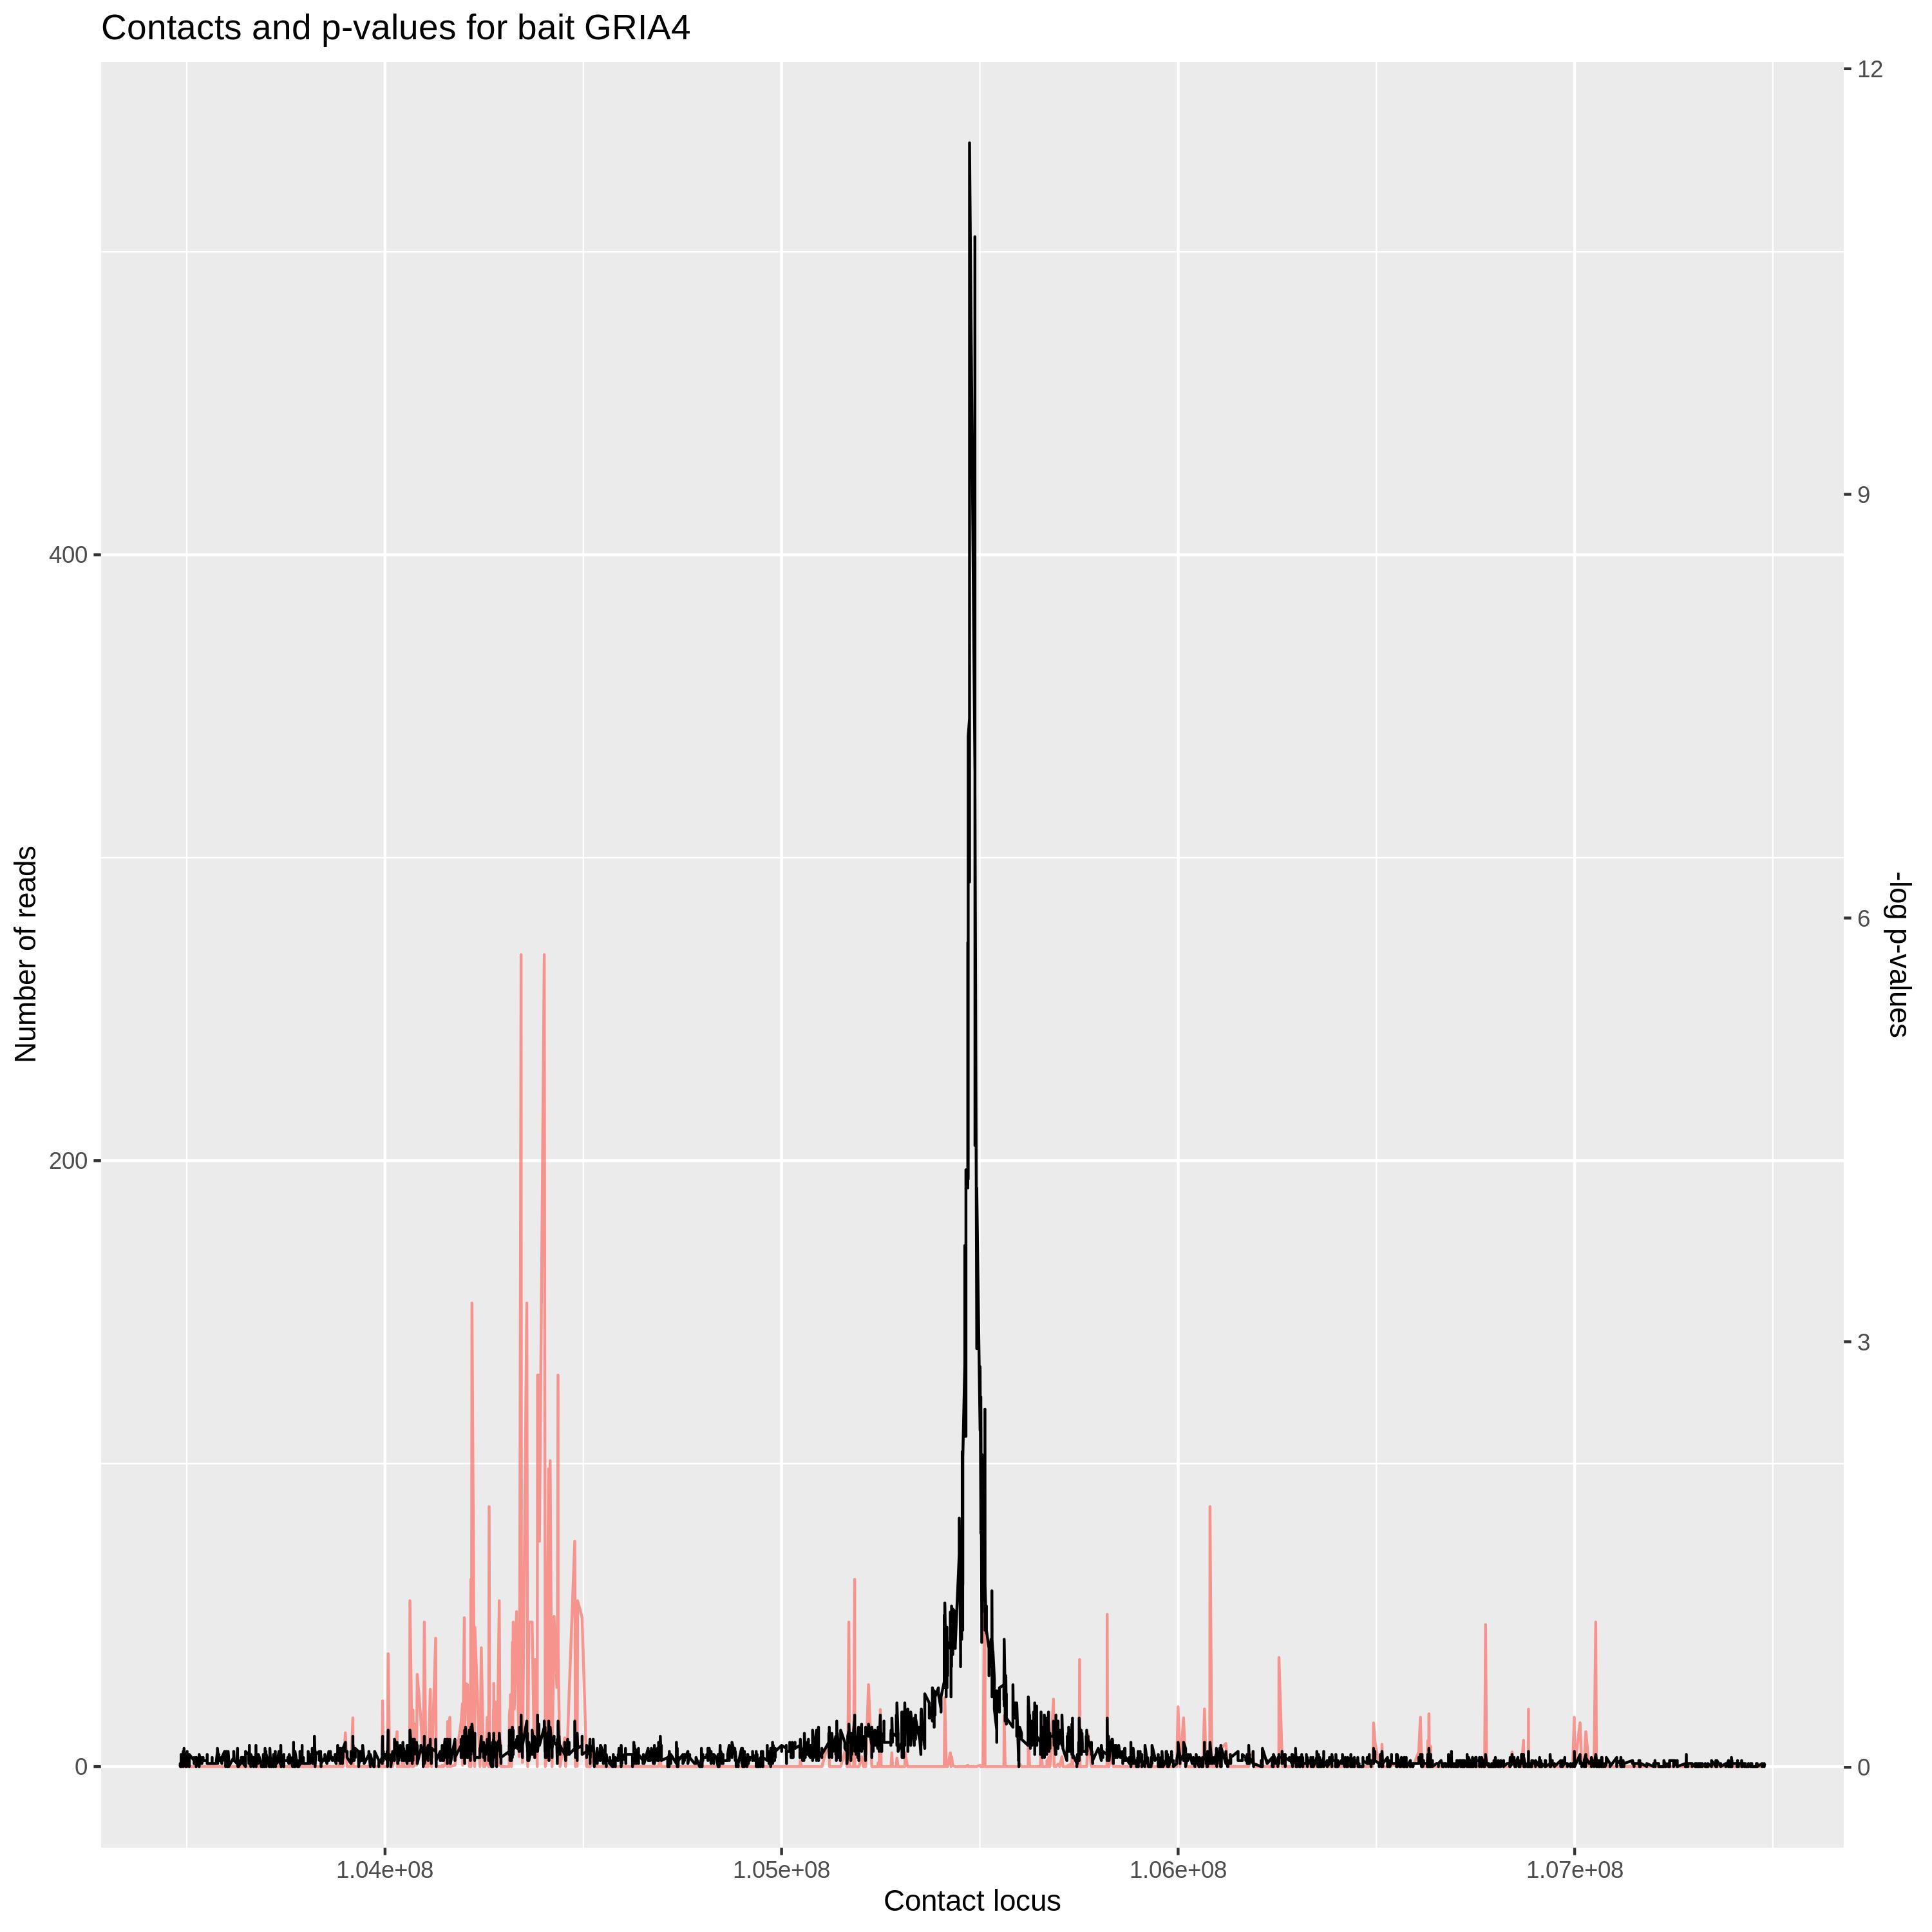 Contacts and p-values for bait GRIA4
12
9
6
3
0
-log p-values
400
200
0
Number of reads
1.04e+08 1.05e+08 1.06e+08 1.07e+08
Contact locus